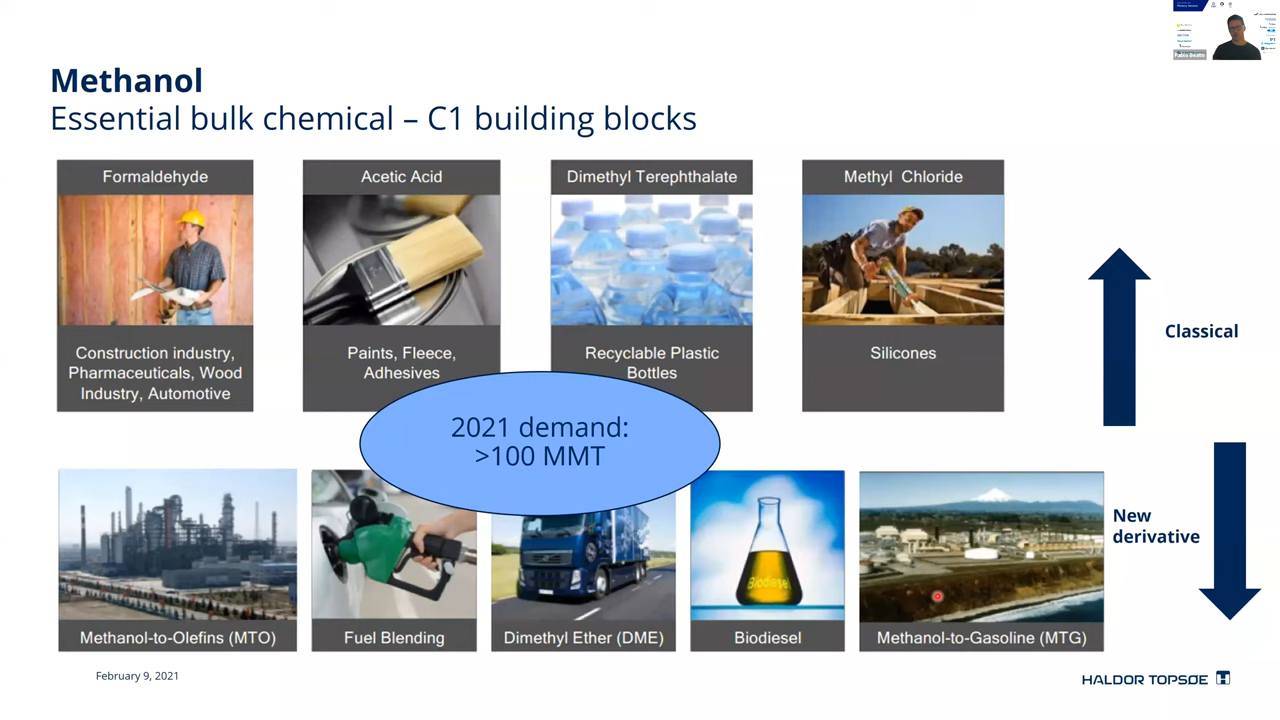 Methanol
Essential bulk chemical – C1 building blocks
Formaldehyde
Construction industry,
Pharmaceuticals, Wood
Industry, Automotive
Acetic Acid
Paints, Fleece,
Adhesives
Dimethyl Terephthalate
Recyclable Plastic
Bottles
Methyl Chloride
Silicones
Classical
2021 demand:
>100 MMT
Methanol-to-Olefins (MTO)
Fuel Blending
Dimethyl Ether (DME)
Biodiesel
Biodiesel
Methanol-to-Gasoline (MTG)
New
derivative
February 9, 2021
HALDOR TOPSØE